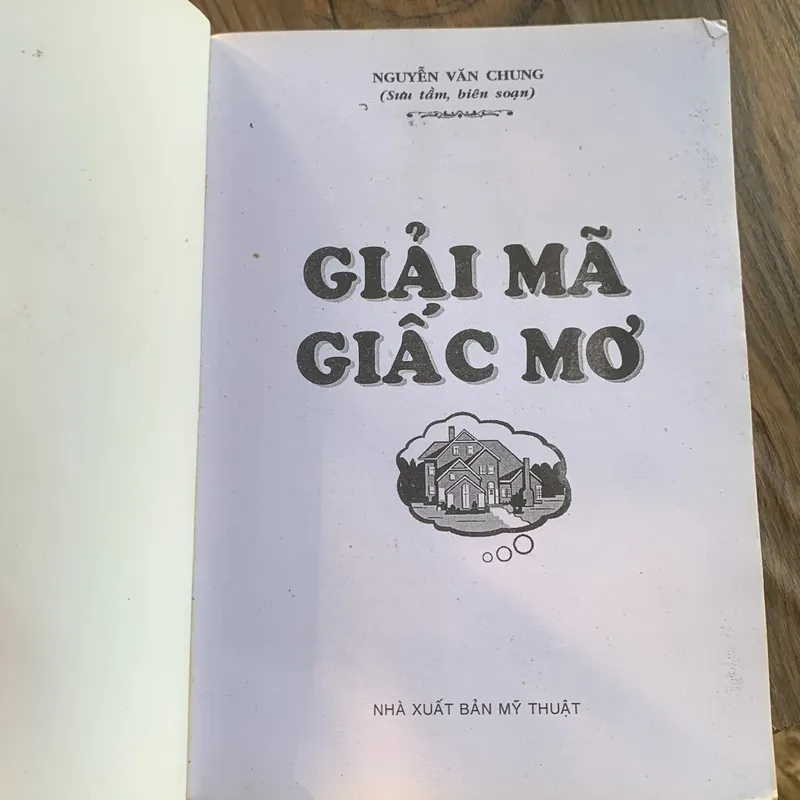 NGUYỄN VĂN CHUNG
(Sưu tầm, biên soạn)
GIẢI MÃ
GIẤC MƠ
NHÀ XUẤT BẢN MỸ THUẬT